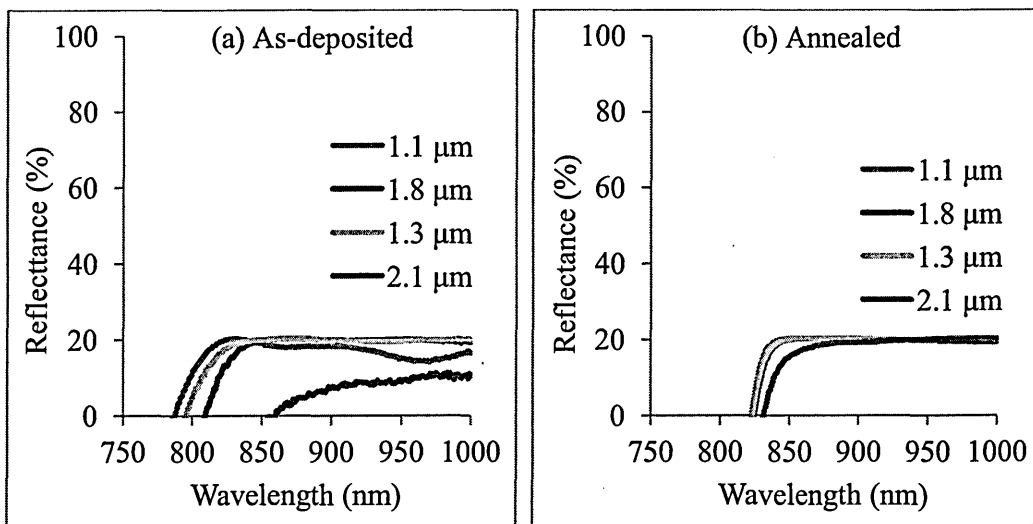 (a) As-deposited
Reflecttance (%)
100
80
60
40
20
0
1.1 μm
1.8 μm
1.3 μm
2.1 μm
750 800 850 900 950 1000
Wavelength (nm)
(b) Annealed
Reflectance (%)
100
80
60
40
20
0
1.1 μm
1.8 μm
1.3 μm
2.1 μm
750 800 850 900 950 1000
Wavelength (nm)